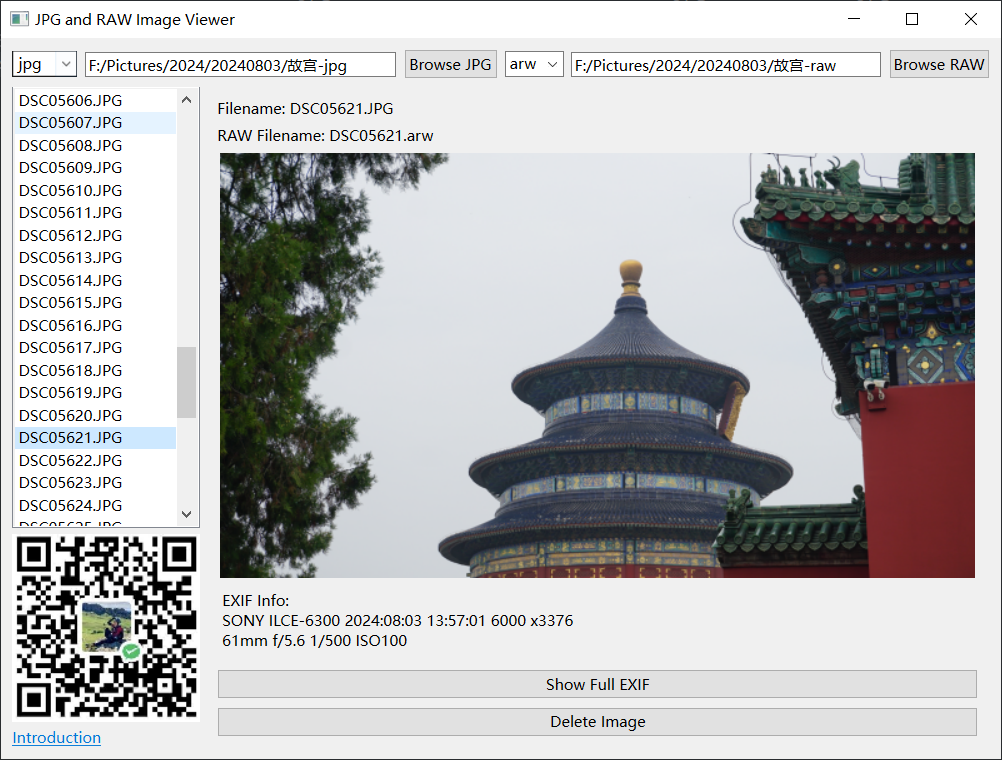 JPG and RAW Image Viewer
jpg F:/Pictures/2024/20240803/故宫-jpg Browse JPG arw F:/Pictures/2024/20240803/故宫-raw Browse RAW
DSC05606.JPG
DSC05607.JPG
DSC05608.JPG
DSC05609.JPG
DSC05610.JPG
DSC05611.JPG
DSC05612.JPG
DSC05613.JPG
DSC05614.JPG
DSC05615.JPG
DSC05616.JPG
DSC05617.JPG
DSC05618.JPG
DSC05619.JPG
DSC05620.JPG
DSC05621.JPG
DSC05622.JPG
DSC05623.JPG
DSC05624.JPG
DSC05625.JPG
Introduction
Filename: DSC05621.JPG
RAW Filename: DSC05621.arw
EXIF Info:
SONY ILCE-6300 2024:08:03 13:57:01 6000 x3376
61mm f/5.6 1/500 ISO100
Show Full EXIF
Delete Image